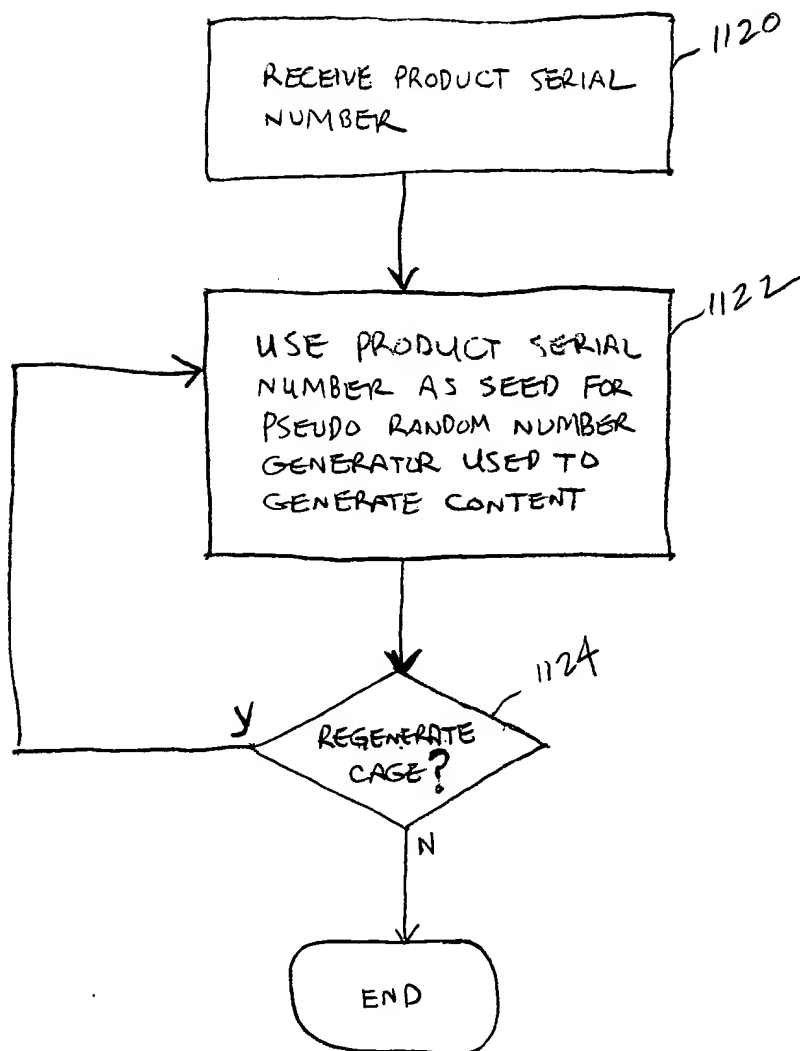 1120
RECEIVE PRODUCT SERIAL
NUMBER
1122
USE PRODUCT SERIAL
NUMBER AS SEED FOR
PSEUDO RANDOM NUMBER
GENERATOR USED TO
GENERATE CONTENT
1124
Y
REGENERATE
CAGE?
N
END